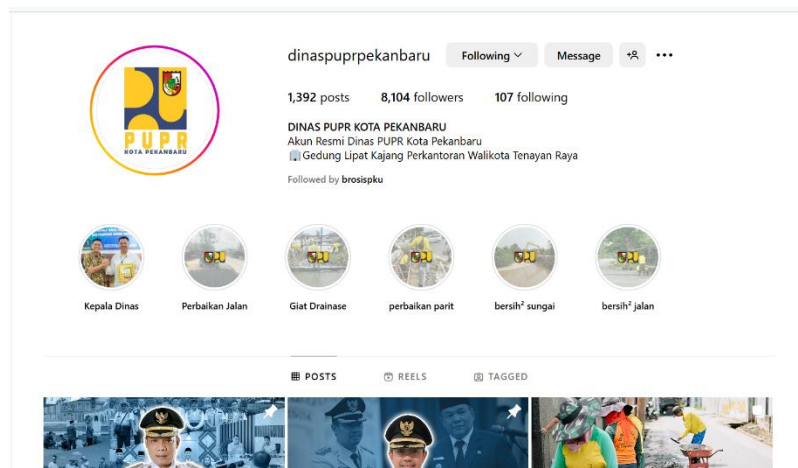 dinaspuprpekanbaru Following Message
1,392 posts 8,104 followers 107 following
DINAS PUPR KOTA PEKANBARU
Akun Resmi Dinas PUPR Kota Pekanbaru
Gedung Lipat Kajang Perkantoran Walikota Tenayan Raya
Followed by brosispku
PUPR
KOTA PEKANBARU
Kepala Dinas Perbaikan Jalan Giat Drainase perbaikan parit bersih² sungai bersih² jalan
POSTS REELS TAGGED